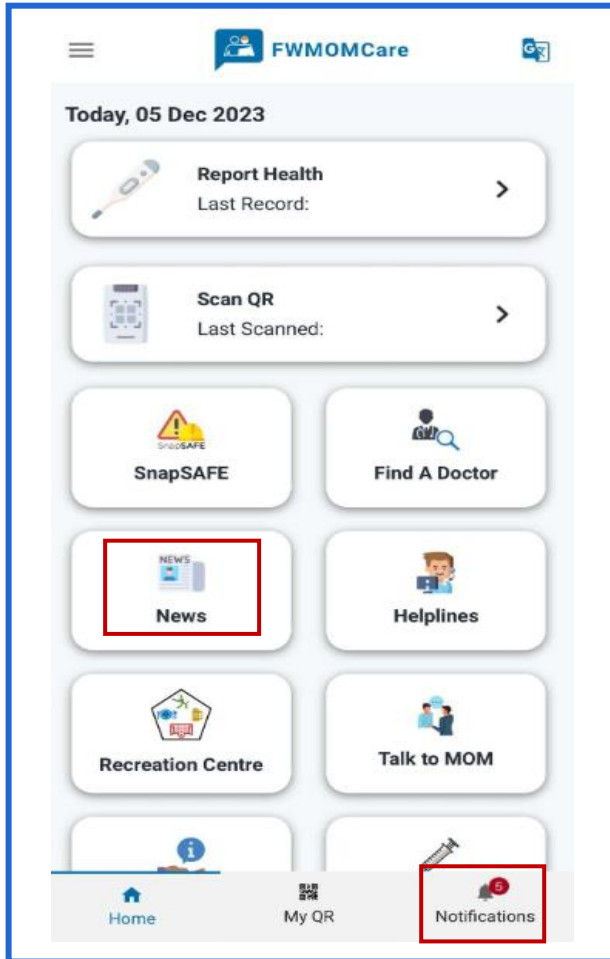 FWMOMCare
Today, 05 Dec 2023
Report Health
Last Record:
Scan QR
Last Scanned:
SnapSAFE
SnapSAFE
Find A Doctor
NEWS
News
Helplines
Recreation Centre
Talk to MOM
5
Home
My QR
Notifications